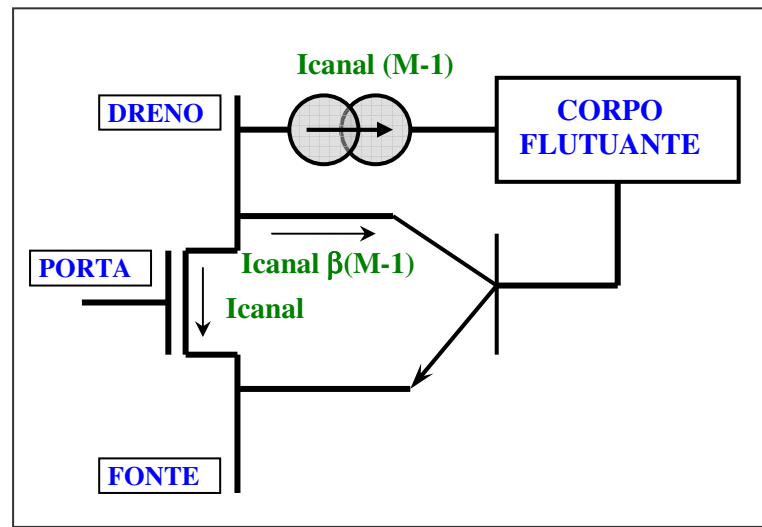 Icanal (M-1)
DRENO
CORPO
FLUTUANTE
PORTA
Icanal β(M-1)
Icanal
FONTE